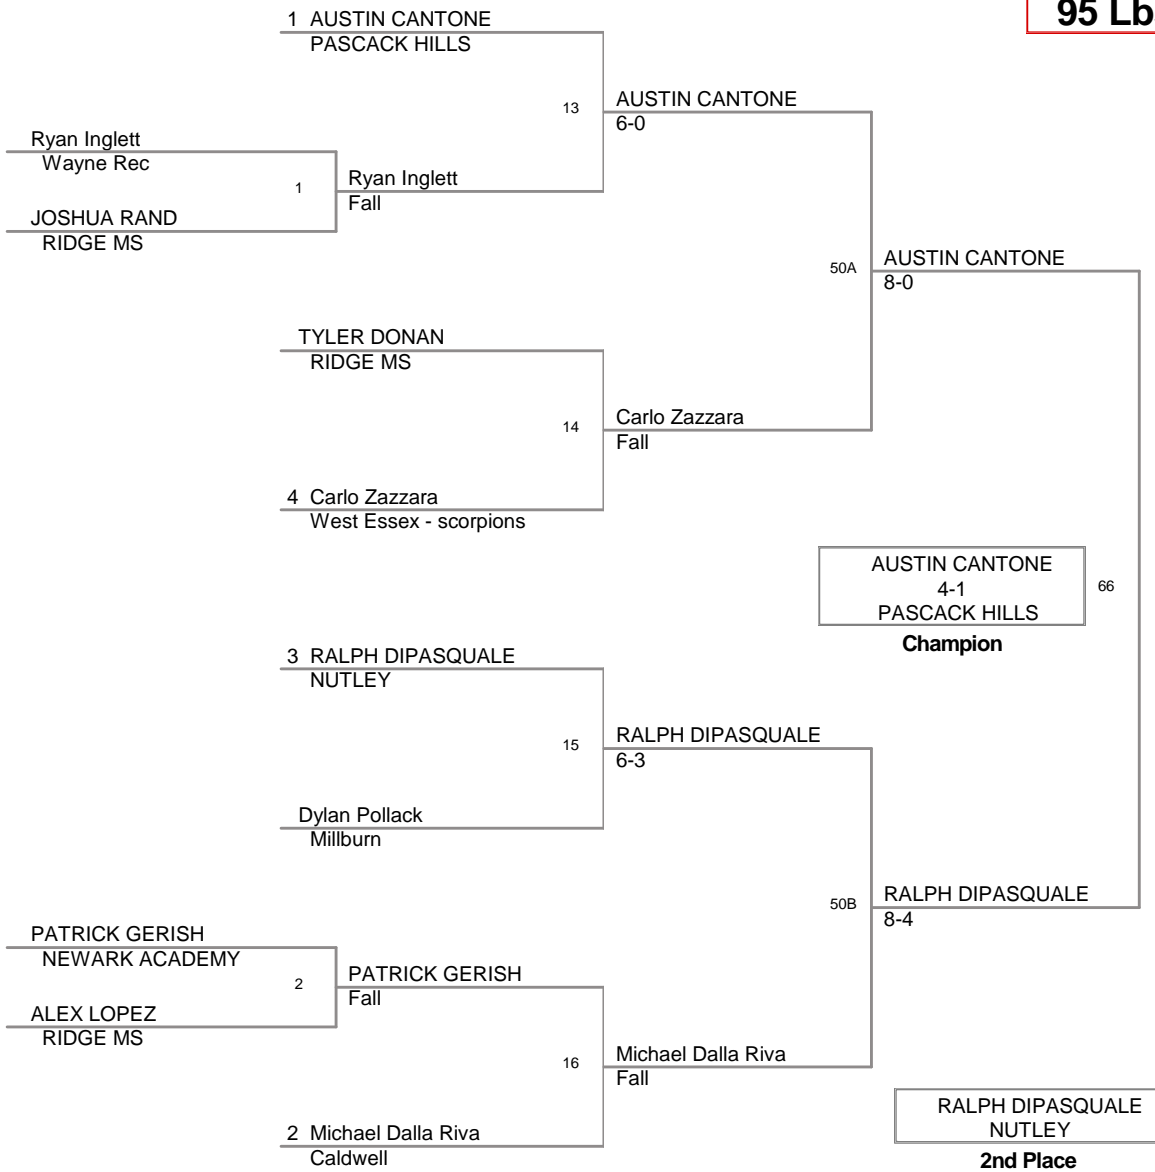 95 Lb
1 AUSTIN CANTONE
PASCACK HILLS
13
AUSTIN CANTONE
6-0
Ryan Inglett
Wayne Rec
1
Ryan Inglett
Fall
JOSHUA RAND
RIDGE MS
50A
AUSTIN CANTONE
8-0
TYLER DONAN
RIDGE MS
14
Carlo Zazzara
Fall
4 Carlo Zazzara
West Essex - scorpions
AUSTIN CANTONE
4-1
PASCACK HILLS
66
Champion
3 RALPH DIPASQUALE
NUTLEY
15
RALPH DIPASQUALE
6-3
Dylan Pollack
Millburn
50B
RALPH DIPASQUALE
8-4
PATRICK GERISH
NEWARK ACADEMY
2
PATRICK GERISH
Fall
ALEX LOPEZ
RIDGE MS
16
Michael Dalla Riva
Fall
2 Michael Dalla Riva
Caldwell
RALPH DIPASQUALE
NUTLEY
2nd Place